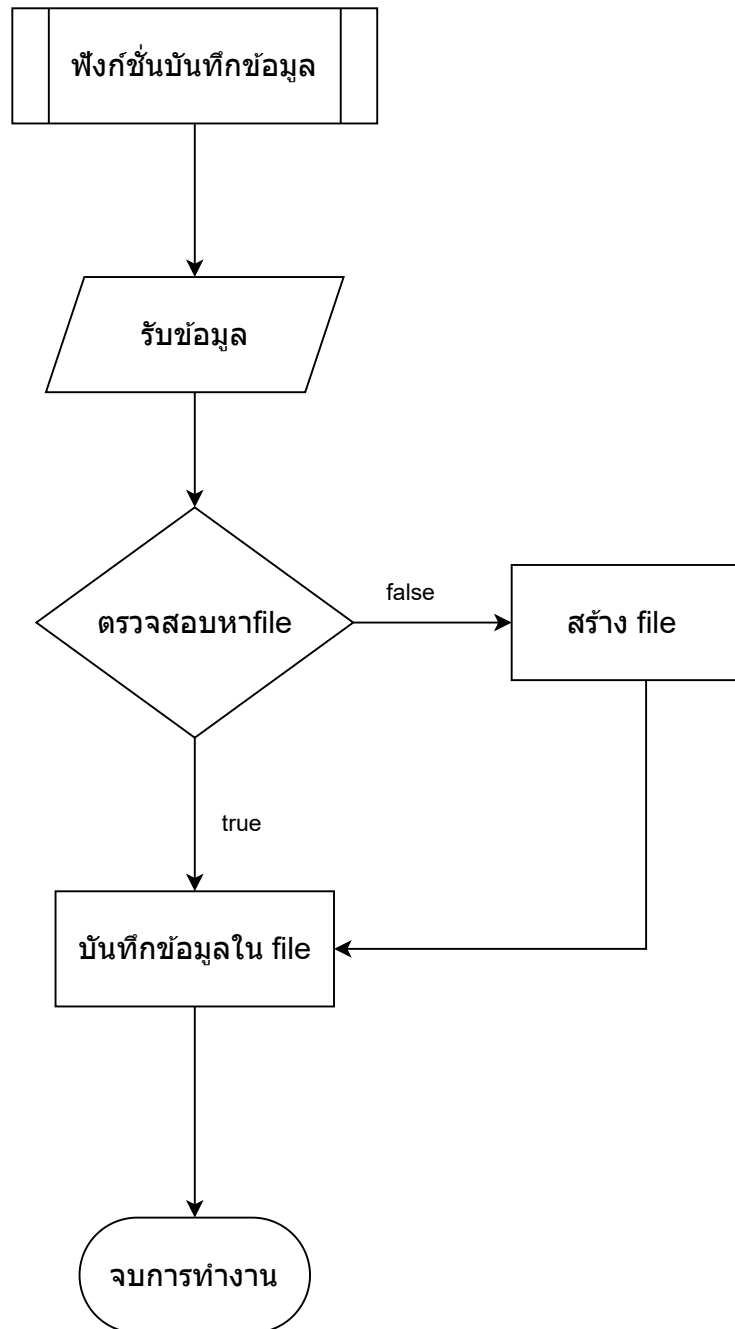 ฟังก์ชั่นบันทึกข้อมูล
รับข้อมูล
ตรวจสอบหาfile
false
สร้าง file
true
บันทึกข้อมูลใน file
จบการทำงาน